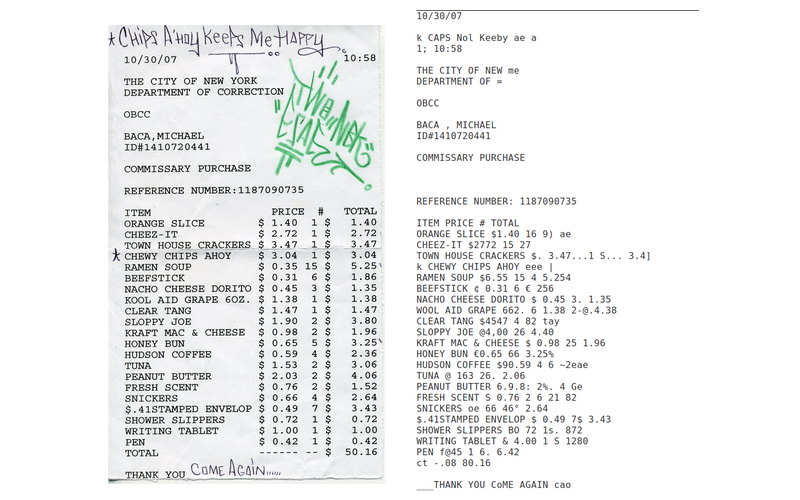 ★ CHiPS A'HOY KeePS Me HAPPY.
10/30/07 10:58
THE CITY OF NEW YORK
DEPARTMENT OF CORRECTION
OBCC
BACA,MICHAEL
ID#1410720441
COMMISSARY PURCHASE
REFERENCE NUMBER:1187090735
ITEM PRICE # TOTAL
ORANGE SLICE $ 1.40 1 $ 1.40
CHEEZ-IT $ 2.72 1 $ 2.72
TOWN HOUSE CRACKERS $ 3.47 1 $ 3.47
★ CHEWY CHIPS AHOY $ 3.04 1 $ 3.04
RAMEN SOUP $ 0.35 15 $ 5.25
BEEFSTICK $ 0.31 6 $ 1.86
NACHO CHEESE DORITO $ 0.45 3 $ 1.35
KOOL AID GRAPE 6OZ. $ 1.38 1 $ 1.38
CLEAR TANG $ 1.47 1 $ 1.47
SLOPPY JOE $ 1.90 2 $ 3.80
KRAFT MAC & CHEESE $ 0.98 2 $ 1.96
HONEY BUN $ 0.65 5 $ 3.25
HUDSON COFFEE $ 0.59 4 $ 2.36
TUNA $ 1.53 2 $ 3.06
PEANUT BUTTER $ 2.03 2 $ 4.06
FRESH SCENT $ 0.76 2 $ 1.52
SNICKERS $ 0.66 4 $ 2.64
$.41STAMPED ENVELOP $ 0.49 7 $ 3.43
SHOWER SLIPPERS $ 0.72 1 $ 0.72
WRITING TABLET $ 1.00 1 $ 1.00
PEN $ 0.42 1 $ 0.42
TOTAL ------ -- $ 50.16
THANK YOU COMe AGAiN......
10/30/07
k CAPS Nol Keeby ae a
1; 10:58
THE CITY OF NEW me
DEPARTMENT OF =
OBCC
BACA , MICHAEL
ID#1410720441
COMMISSARY PURCHASE
REFERENCE NUMBER: 1187090735
ITEM PRICE # TOTAL
ORANGE SLICE $1.40 16 9) ae
CHEEZ-IT $2772 15 27
TOWN HOUSE CRACKERS $. 3.47...1 S... 3.4]
k CHEWY CHIPS AHOY eee |
RAMEN SOUP $6.55 15 4 5.254
BEEFSTICK ¢ 0.31 6 € 256
NACHO CHEESE DORITO $ 0.45 3. 1.35
WOOL AID GRAPE 662. 6 1.38 2-@.4.38
CLEAR TANG $4547 4 82 tay
SLOPPY JOE @4,00 26 4.40
KRAFT MAC & CHEESE $ 0.98 25 1.96
HONEY BUN €0.65 66 3.25%
HUDSON COFFEE $90.59 4 6 ~2eae
TUNA @ 163 26. 2.06
PEANUT BUTTER 6.9.8: 2%. 4 Ge
FRESH SCENT S 0.76 2 6 21 82
SNICKERS oe 66 46° 2.64
$.41STAMPED ENVELOP $ 0.49 7$ 3.43
SHOWER SLIPPERS BO 72 1s. 872
WRITING TABLET & 4.00 1 S 1280
PEN f@45 1 6. 6.42
ct -.08 80.16
___THANK YOU CoME AGAIN cao